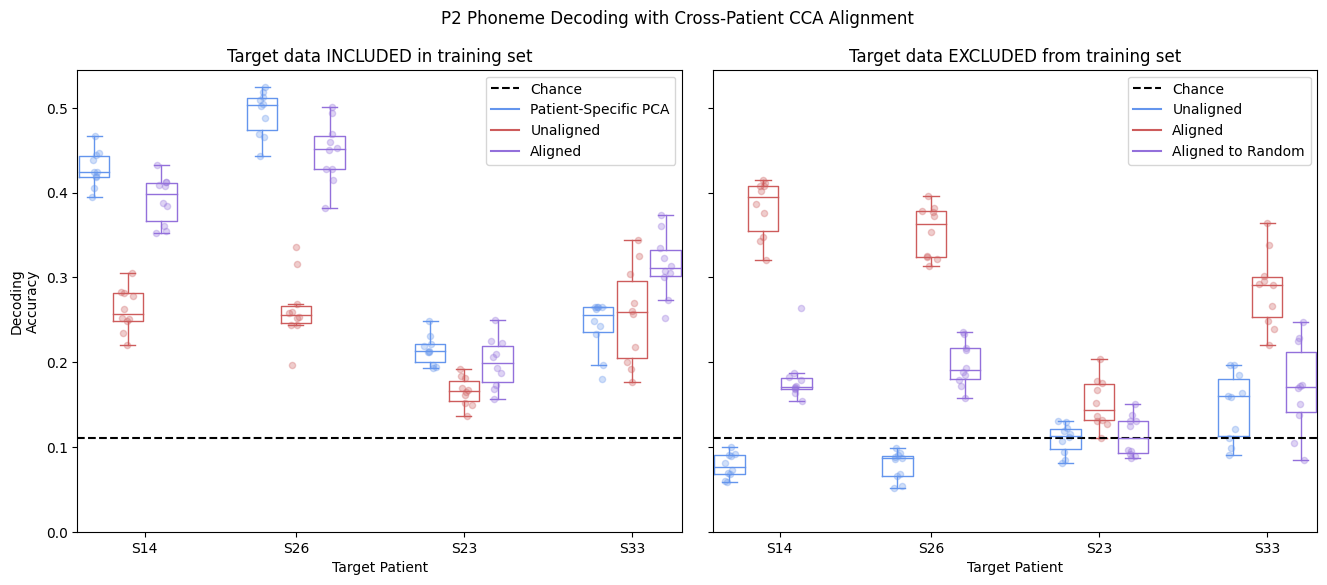 P2 Phoneme Decoding with Cross-Patient CCA Alignment
Target data INCLUDED in training set
Chance
Patient-Specific PCA
Unaligned
Aligned
0.5
0.4
0.3
0.2
0.1
0.0
Decoding
Accuracy
S14
S26
S23
S33
Target Patient
Target data EXCLUDED from training set
Chance
Unaligned
Aligned
Aligned to Random
S14
S26
S23
S33
Target Patient